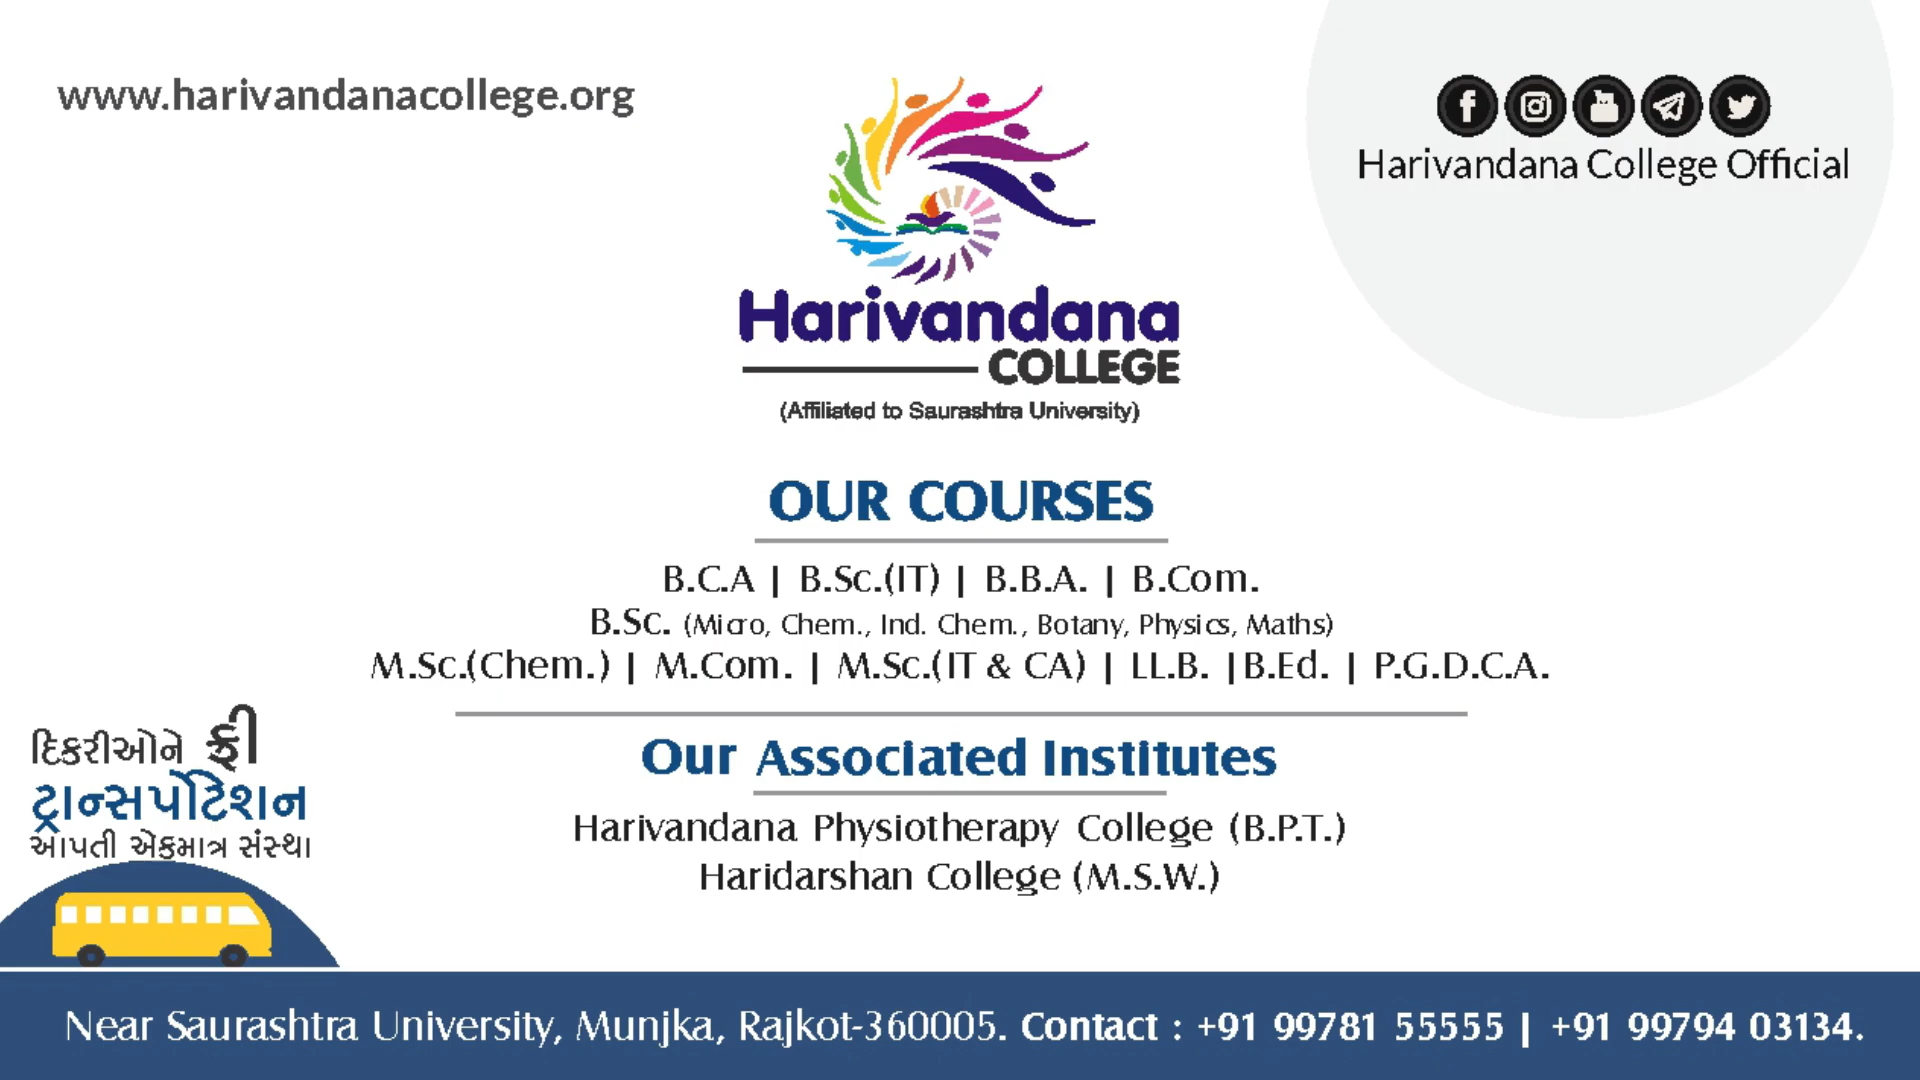 www.harivandanacollege.org
Harivandana College Official
Harivandana
COLLEGE
(Affiliated to Saurashtra University)
OUR COURSES
B.C.A | B.Sc.(IT) | B.B.A. | B.Com.
B.Sc. (Micro, Chem., Ind. Chem., Botany, Physics, Maths)
M.Sc.(Chem.) | M.Com. | M.Sc.(IT & CA) | LL.B. |B.Ed. | P.G.D.C.A.
Our Associated Institutes
Harivandana Physiotherapy College (B.P.T.)
Haridarshan College (M.S.W.)
દિકરીઓને ફ્રી
ટ્રાન્સપોર્ટેશન
આપતી એકમાત્ર સંસ્થા
Near Saurashtra University, Munjka, Rajkot-360005. Contact : +91 99781 55555 | +91 99794 03134.